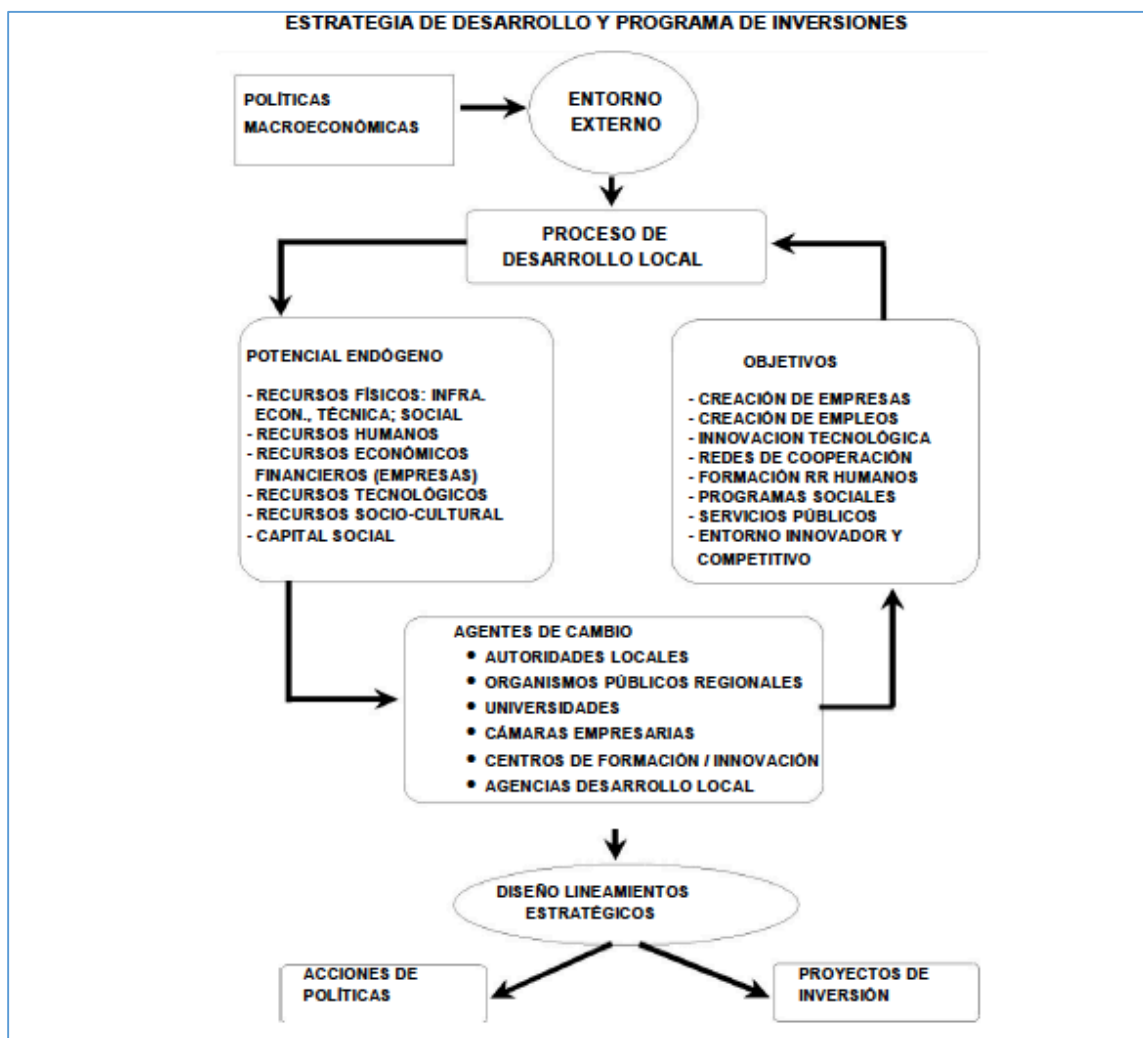 ESTRATEGIA DE DESARROLLO Y PROGRAMA DE INVERSIONES
POLÍTICAS
MACROECONÓMICAS
ENTORNO
EXTERNO
PROCESO DE
DESARROLLO LOCAL
POTENCIAL ENDÓGENO
- RECURSOS FÍSICOS: INFRA.
ECON., TÉCNICA; SOCIAL
- RECURSOS HUMANOS
- RECURSOS ECONÓMICOS
FINANCIEROS (EMPRESAS)
- RECURSOS TECNOLÓGICOS
- RECURSOS SOCIO-CULTURAL
- CAPITAL SOCIAL
OBJETIVOS
- CREACIÓN DE EMPRESAS
- CREACIÓN DE EMPLEOS
- INNOVACION TECNOLÓGICA
- REDES DE COOPERACIÓN
- FORMACIÓN RR HUMANOS
- PROGRAMAS SOCIALES
- SERVICIOS PÚBLICOS
- ENTORNO INNOVADOR Y
COMPETITIVO
AGENTES DE CAMBIO
• AUTORIDADES LOCALES
• ORGANISMOS PÚBLICOS REGIONALES
• UNIVERSIDADES
• CÁMARAS EMPRESARIAS
• CENTROS DE FORMACIÓN / INNOVACIÓN
• AGENCIAS DESARROLLO LOCAL
DISEÑO LINEAMIENTOS
ESTRATÉGICOS
ACCIONES DE
POLÍTICAS
PROYECTOS DE
INVERSIÓN